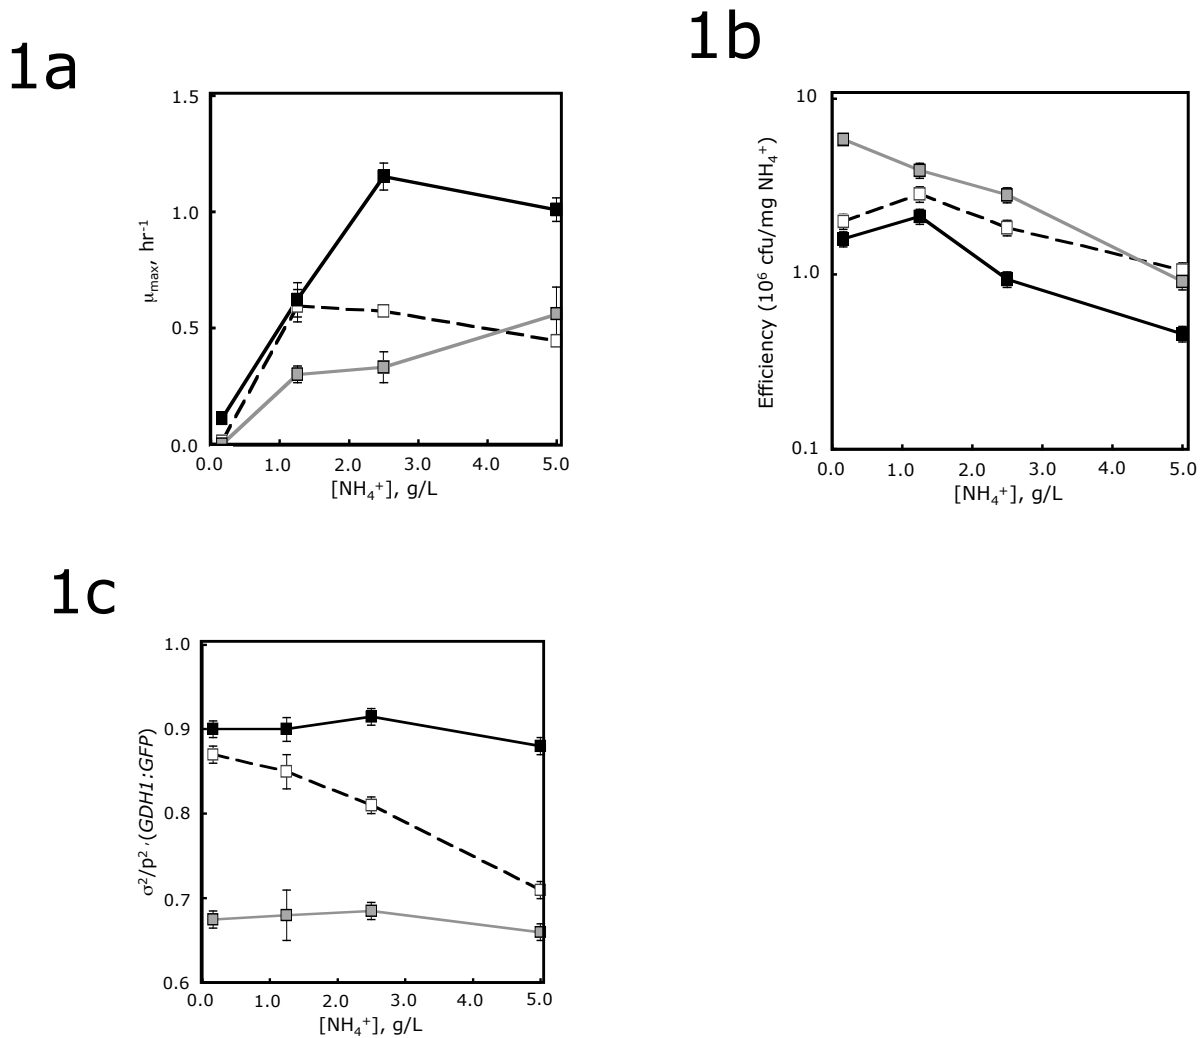 1a
1.5
1.0
0.5
0.0
μmax, hr-1
0.0 1.0 2.0 3.0 4.0 5.0
[NH4+], g/L
1b
10
1.0
0.1
Efficiency (10⁶ cfu/mg NH4+)
0.0 1.0 2.0 3.0 4.0 5.0
[NH4+], g/L
1c
1.0
0.9
0.8
0.7
0.6
σ²/p² ,(GDH1:GFP)
0.0 1.0 2.0 3.0 4.0 5.0
[NH4+], g/L